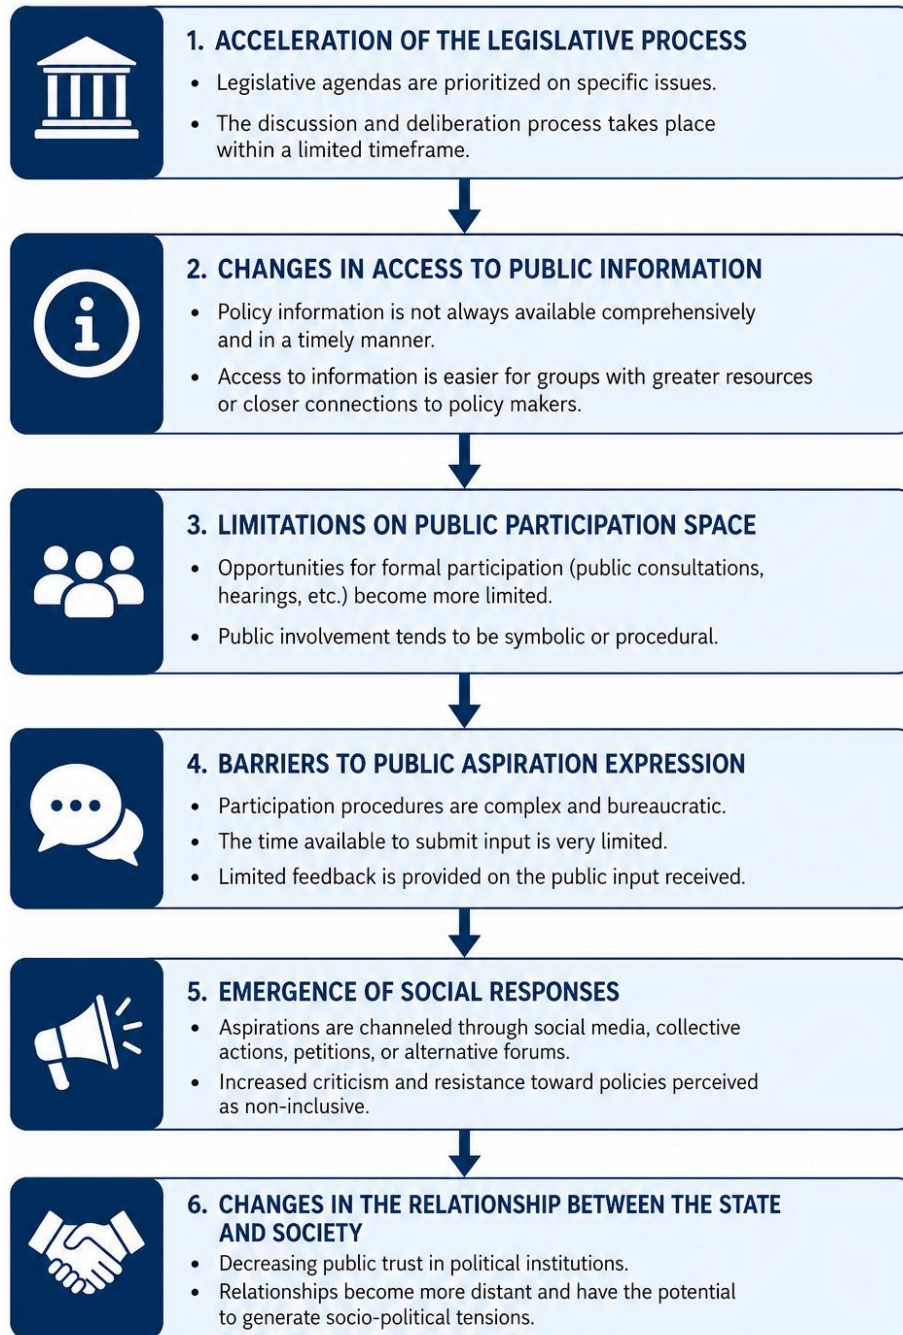 1. ACCELERATION OF THE LEGISLATIVE PROCESS
• Legislative agendas are prioritized on specific issues.
• The discussion and deliberation process takes place
within a limited timeframe.
2. CHANGES IN ACCESS TO PUBLIC INFORMATION
• Policy information is not always available comprehensively
and in a timely manner.
• Access to information is easier for groups with greater resources
or closer connections to policy makers.
3. LIMITATIONS ON PUBLIC PARTICIPATION SPACE
• Opportunities for formal participation (public consultations,
hearings, etc.) become more limited.
• Public involvement tends to be symbolic or procedural.
4. BARRIERS TO PUBLIC ASPIRATION EXPRESSION
• Participation procedures are complex and bureaucratic.
• The time available to submit input is very limited.
• Limited feedback is provided on the public input received.
5. EMERGENCE OF SOCIAL RESPONSES
• Aspirations are channeled through social media, collective
actions, petitions, or alternative forums.
• Increased criticism and resistance toward policies perceived
as non-inclusive.
6. CHANGES IN THE RELATIONSHIP BETWEEN THE STATE
AND SOCIETY
• Decreasing public trust in political institutions.
• Relationships become more distant and have the potential
to generate socio-political tensions.